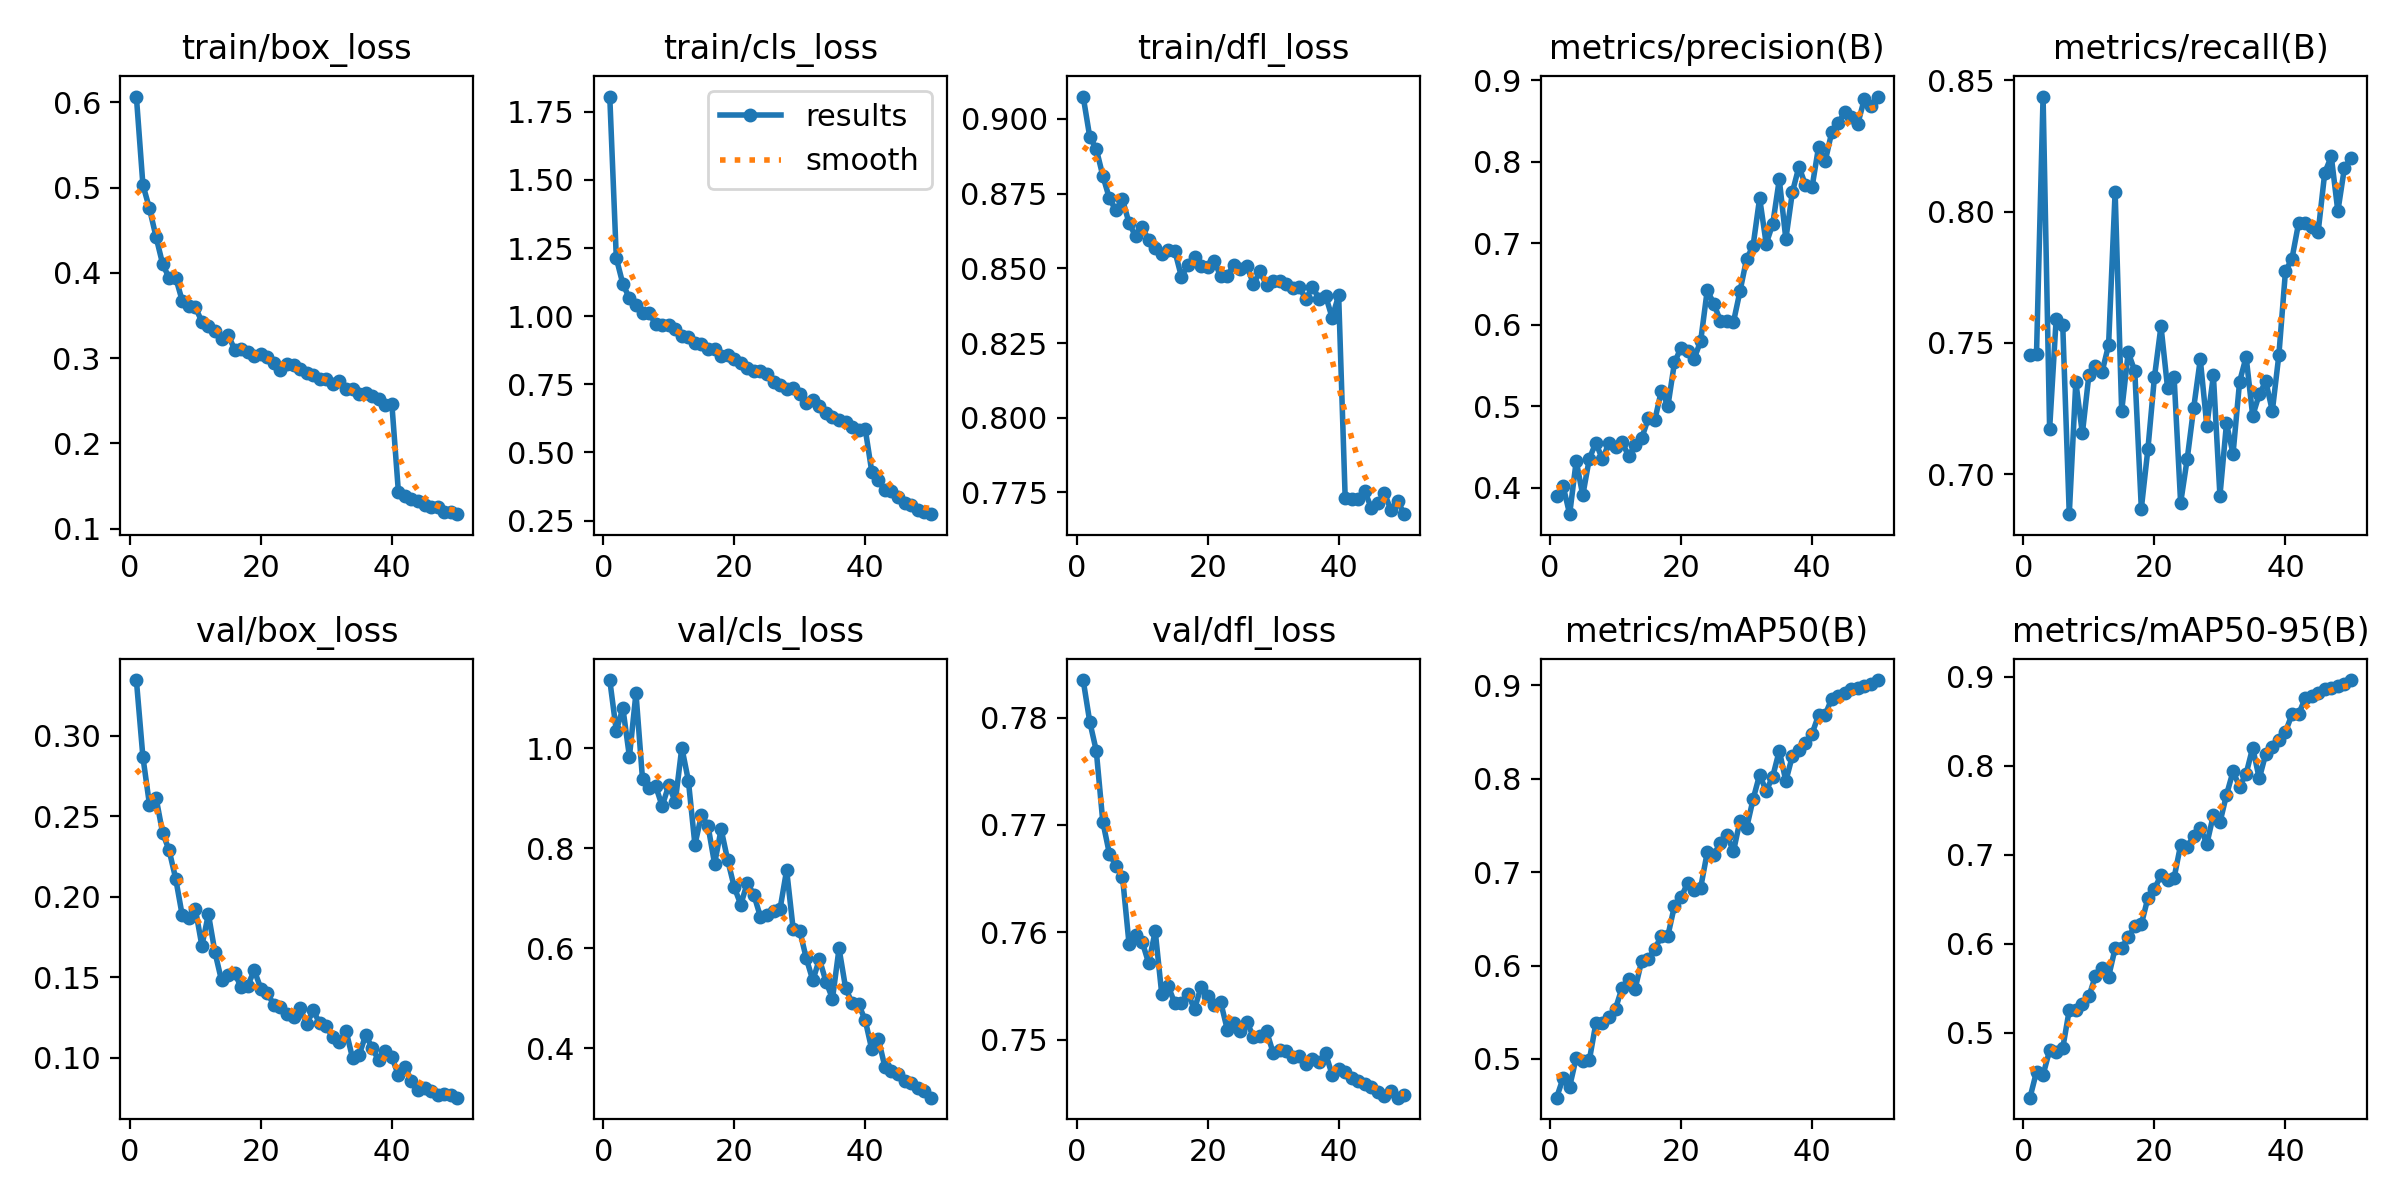 train/box_loss
0.6
0.5
0.4
0.3
0.2
0.1
0 20 40
train/cls_loss
results
smooth
1.75
1.50
1.25
1.00
0.75
0.50
0.25
0 20 40
train/dfl_loss
0.900
0.875
0.850
0.825
0.800
0.775
0 20 40
metrics/precision(B)
0.9
0.8
0.7
0.6
0.5
0.4
0 20 40
metrics/recall(B)
0.85
0.80
0.75
0.70
0 20 40
val/box_loss
0.30
0.25
0.20
0.15
0.10
0 20 40
val/cls_loss
1.0
0.8
0.6
0.4
0 20 40
val/dfl_loss
0.78
0.77
0.76
0.75
0 20 40
metrics/mAP50(B)
0.9
0.8
0.7
0.6
0.5
0 20 40
metrics/mAP50-95(B)
0.9
0.8
0.7
0.6
0.5
0 20 40